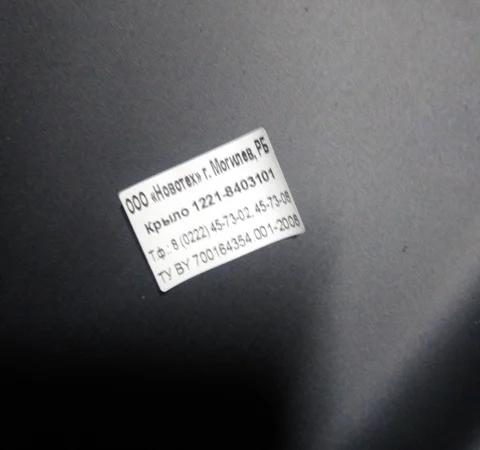 ООО «Новотех» г. Могилев, РБ
Крыло 1221-8403101
Т.ф.: 8 (0222) 45-73-02, 45-73-08
ТУ BY 700164354.001-2008